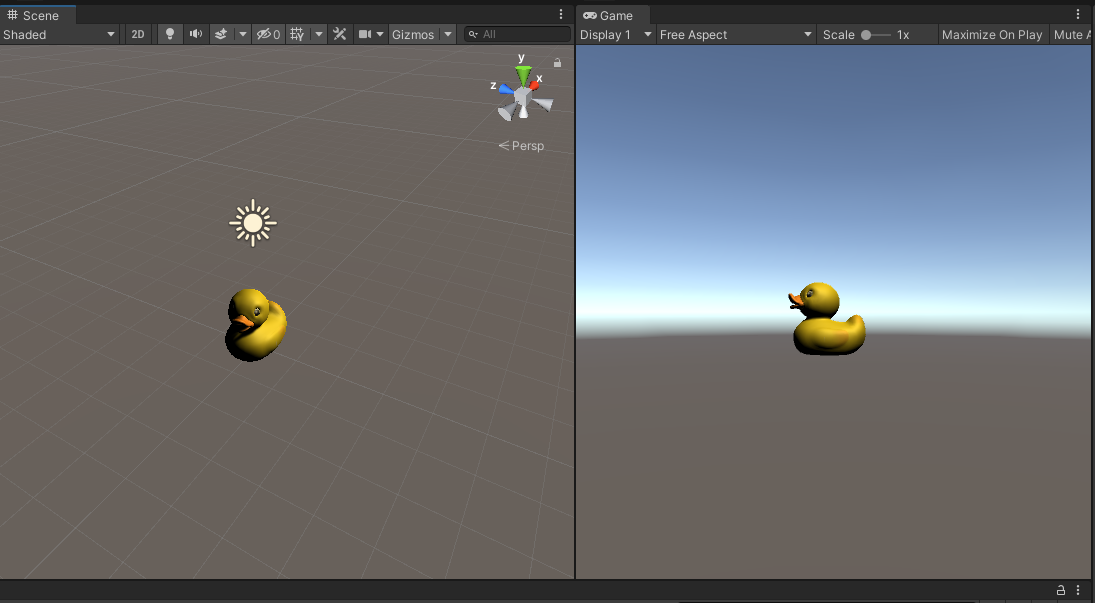 Scene
Shaded 2D 0 Gizmos All
y
x
z
Persp
Game
Display 1 Free Aspect Scale 1x Maximize On Play Mute A